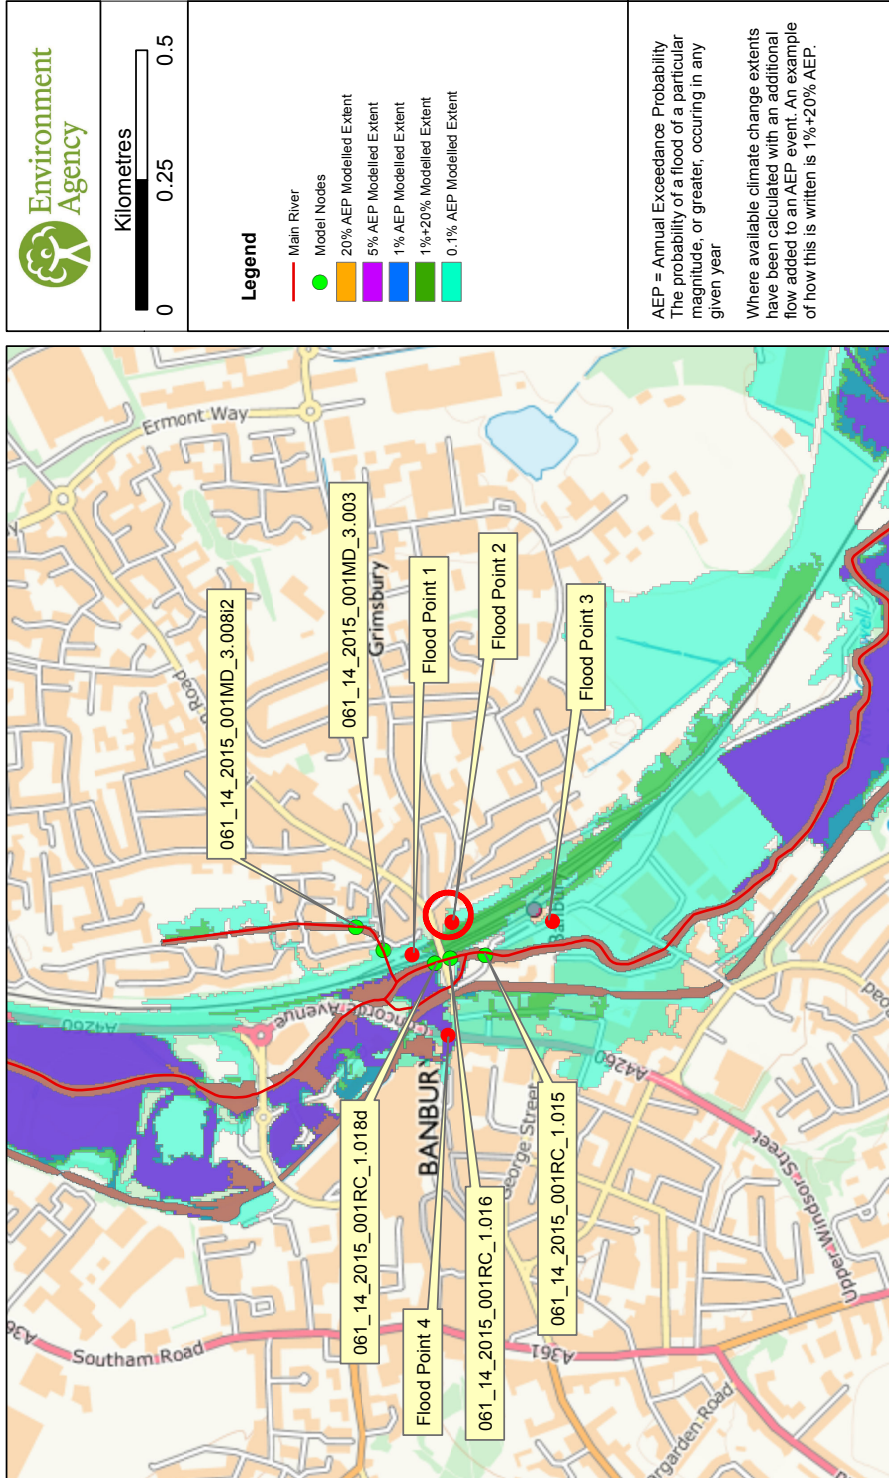 Environment
Agency
Kilometres
0
0.25
0.5
Legend
Main River
Model Nodes
20% AEP Modelled Extent
5% AEP Modelled Extent
1% AEP Modelled Extent
1%+20% Modelled Extent
0.1% AEP Modelled Extent
AEP = Annual Exceedance Probability
The probability of a flood of a particular
magnitude, or greater, occuring in any
given year
Where available climate change extents
have been calculated with an additional
flow added to an AEP event. An example
of how this is written is 1%+20% AEP.
Ermont Way
Grimsbury
Road
061_14_2015_001MD_3.008i2
061_14_2015_001MD_3.003
Flood Point 1
Flood Point 2
Flood Point 3
A4260
Concord Avenue
BANBURY
Banbury
A4260
George Street
061_14_2015_001RC_1.018d
Flood Point 4
061_14_2015_001RC_1.016
061_14_2015_001RC_1.015
Southam Road
A361
Upper Windsor Street
Road